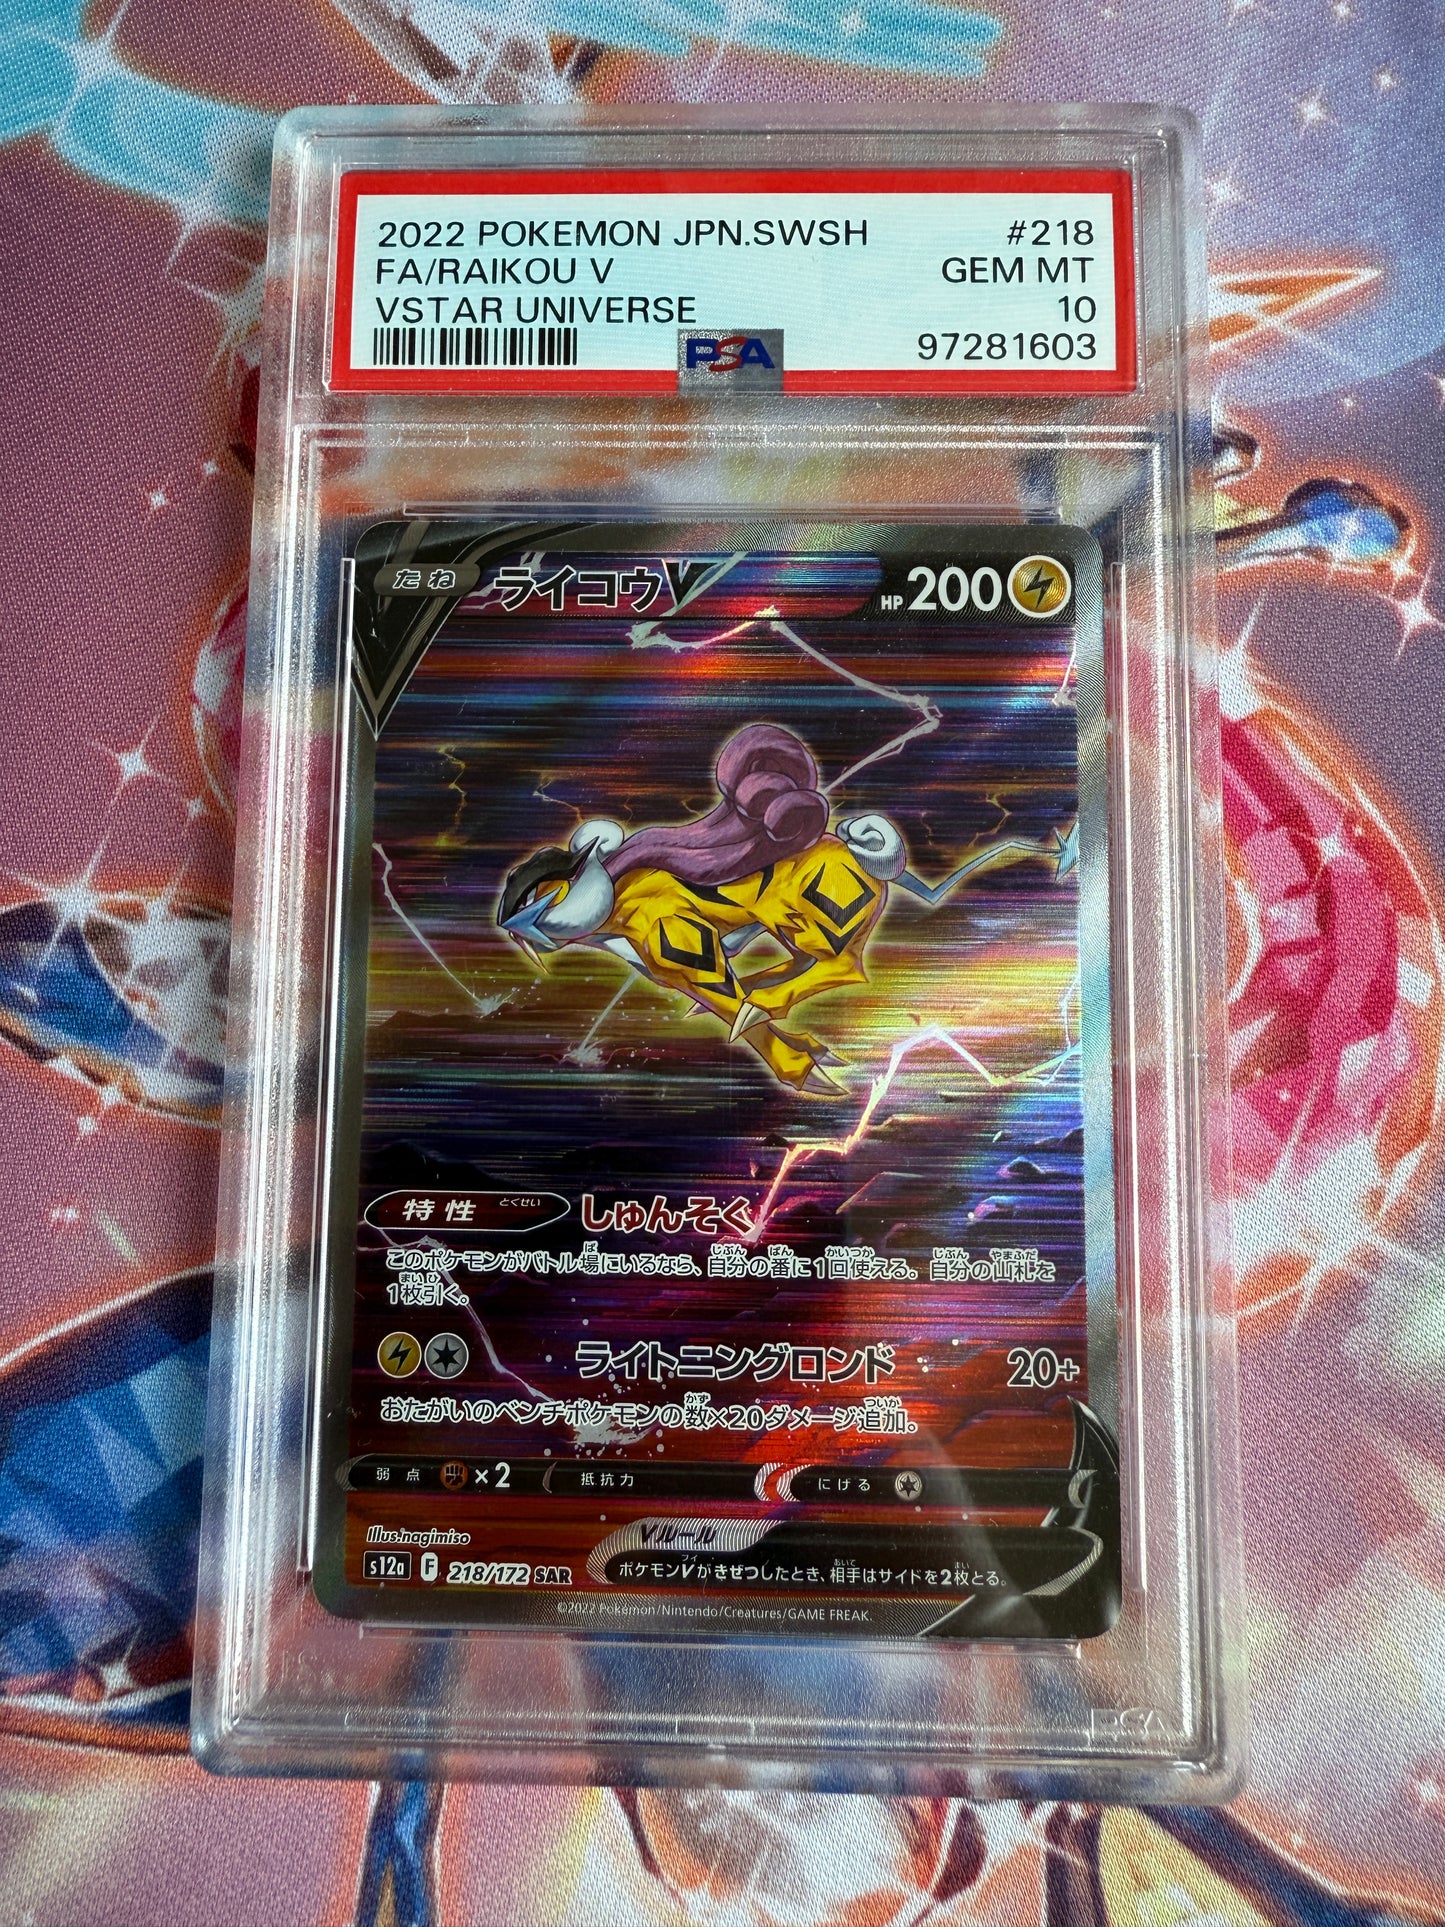 2022 POKEMON JPN.SWSH #218
FA/RAIKOU V GEM MT
VSTAR UNIVERSE 10
PSA 97281603
たね ライコウV HP 200
特性 とくせい しゅんそく
このポケモンがバトル場にいるなら、自分の番に1回使える。自分の山札を
1枚引く。
ライトニングロンド 20+
おたがいのベンチポケモンの数×20ダメージ追加。
弱点 ×2 抵抗力 にげる
Illus.nagimiso
Vルール
s12a F 218/172 SAR
ポケモンVがきぜつしたとき、相手はサイドを2枚とる。
©2022 Pokémon/Nintendo/Creatures/GAME FREAK.
PSA